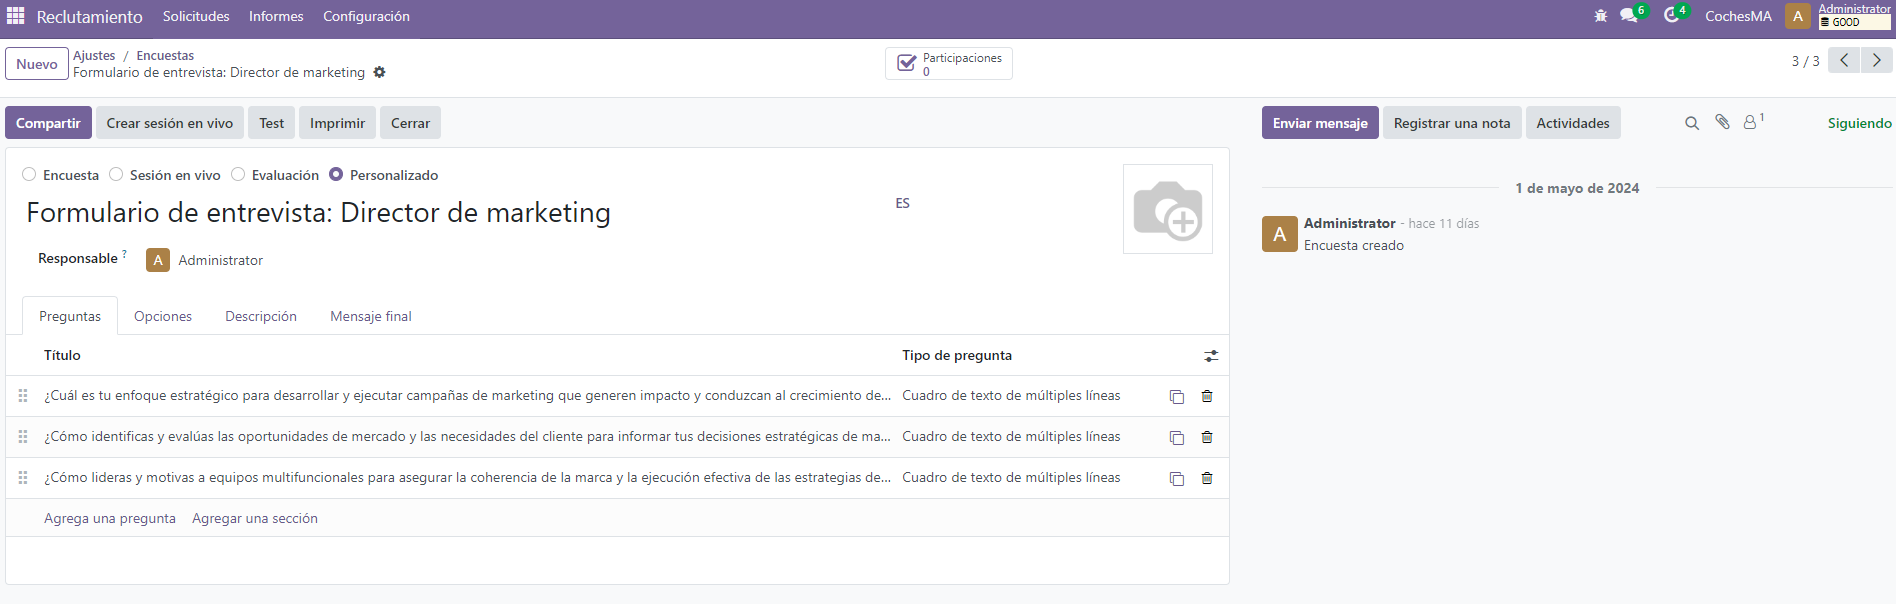 Reclutamiento Solicitudes Informes Configuración 6 4 CochesMA A Administrator
GOOD
Nuevo Ajustes / Encuestas
Formulario de entrevista: Director de marketing
Participaciones
0
3 / 3
Compartir Crear sesión en vivo Test Imprimir Cerrar
Enviar mensaje Registrar una nota Actividades 1 Siguiendo
Encuesta Sesión en vivo Evaluación Personalizado
Formulario de entrevista: Director de marketing ES
Responsable ? A Administrator
Preguntas Opciones Descripción Mensaje final
Título Tipo de pregunta
¿Cuál es tu enfoque estratégico para desarrollar y ejecutar campañas de marketing que generen impacto y conduzcan al crecimiento de... Cuadro de texto de múltiples líneas
¿Cómo identificas y evalúas las oportunidades de mercado y las necesidades del cliente para informar tus decisiones estratégicas de ma... Cuadro de texto de múltiples líneas
¿Cómo lideras y motivas a equipos multifuncionales para asegurar la coherencia de la marca y la ejecución efectiva de las estrategias de... Cuadro de texto de múltiples líneas
Agrega una pregunta Agregar una sección
1 de mayo de 2024
A Administrator - hace 11 días
Encuesta creado